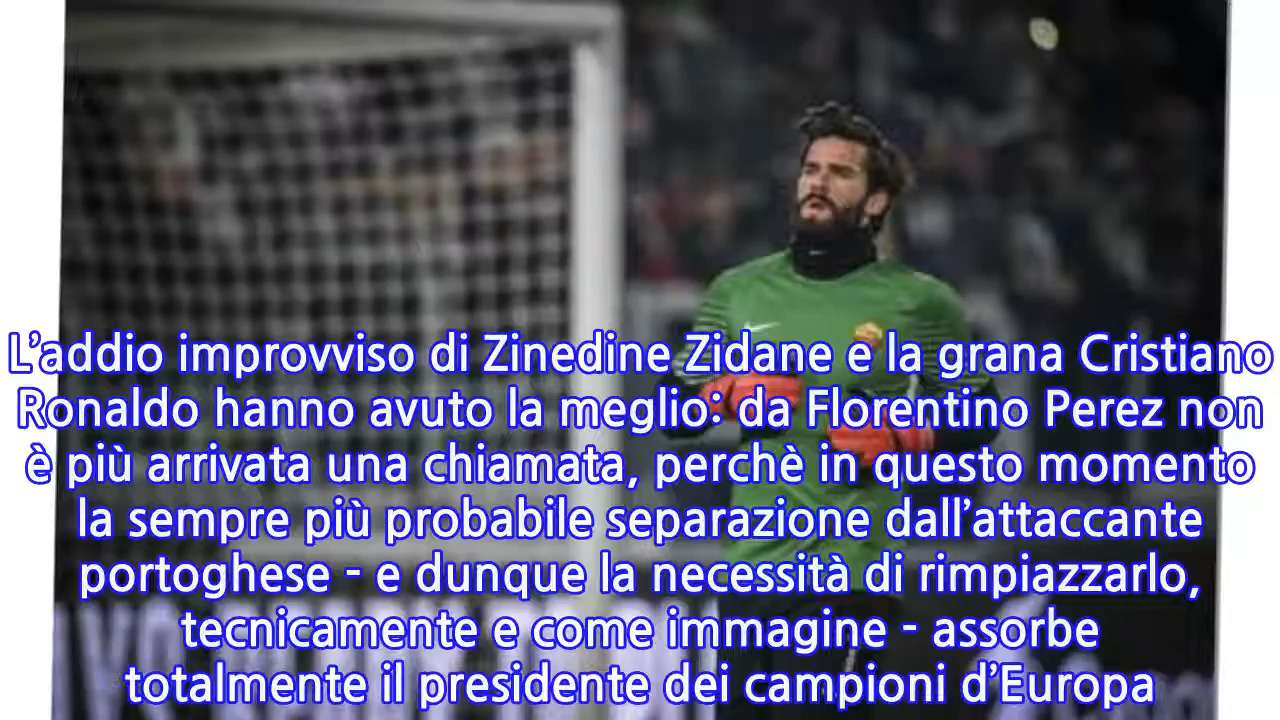 L’addio improvviso di Zinedine Zidane e la grana Cristiano
Ronaldo hanno avuto la meglio: da Florentino Perez non
è più arrivata una chiamata, perchè in questo momento
la sempre più probabile separazione dall’attaccante
portoghese - e dunque la necessità di rimpiazzarlo,
tecnicamente e come immagine - assorbe
totalmente il presidente dei campioni d’Europa